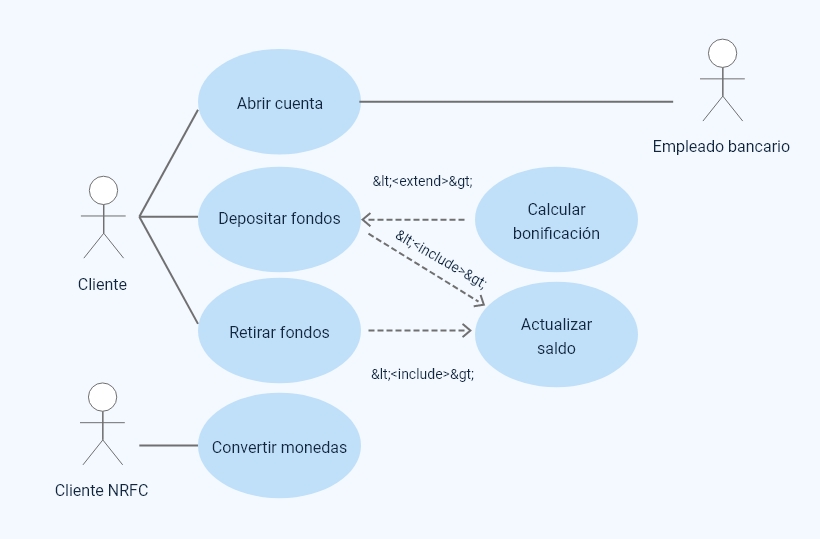 Abrir cuenta
Empleado bancario
&lt;<extend>&gt;
Calcular
bonificación
Depositar fondos
&lt;<include>&gt;
Cliente
Actualizar
saldo
Retirar fondos
&lt;<include>&gt;
Convertir monedas
Cliente NRFC